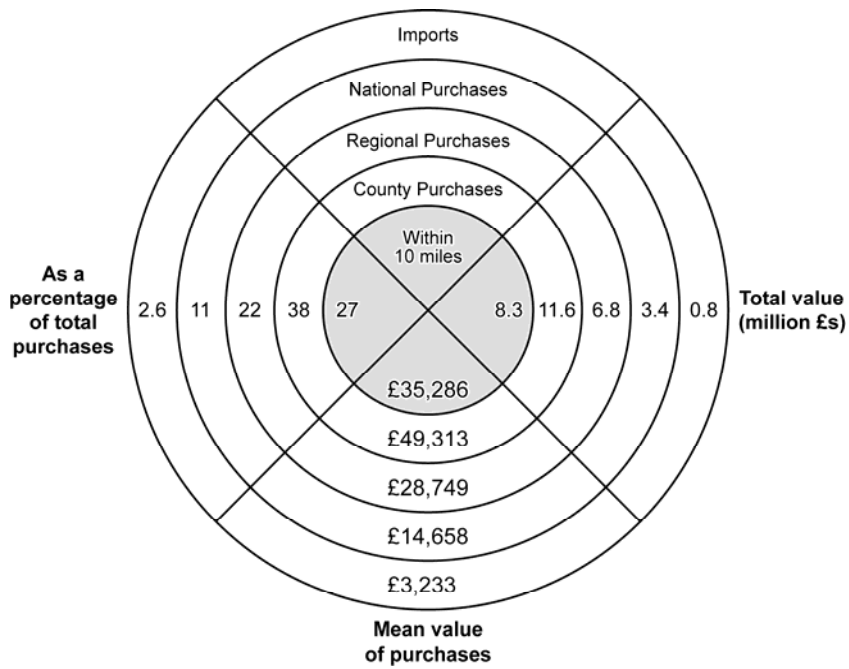 Imports
National Purchases
Regional Purchases
County Purchases
Within
10 miles
As a
percentage
of total
purchases
2.6 11 22 38 27 8.3 11.6 6.8 3.4 0.8
Total value
(million £s)
£35,286
£49,313
£28,749
£14,658
£3,233
Mean value
of purchases